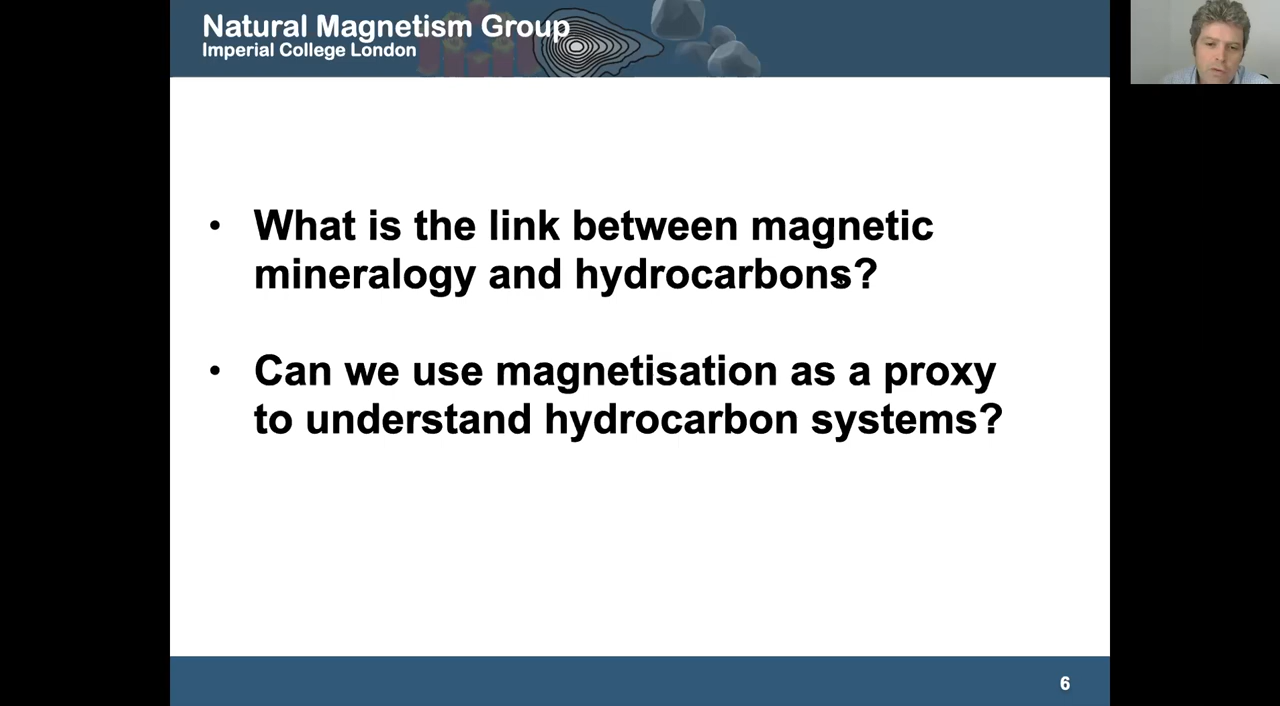 Natural Magnetism Group
Imperial College London
• What is the link between magnetic
mineralogy and hydrocarbons?
• Can we use magnetisation as a proxy
to understand hydrocarbon systems?
6